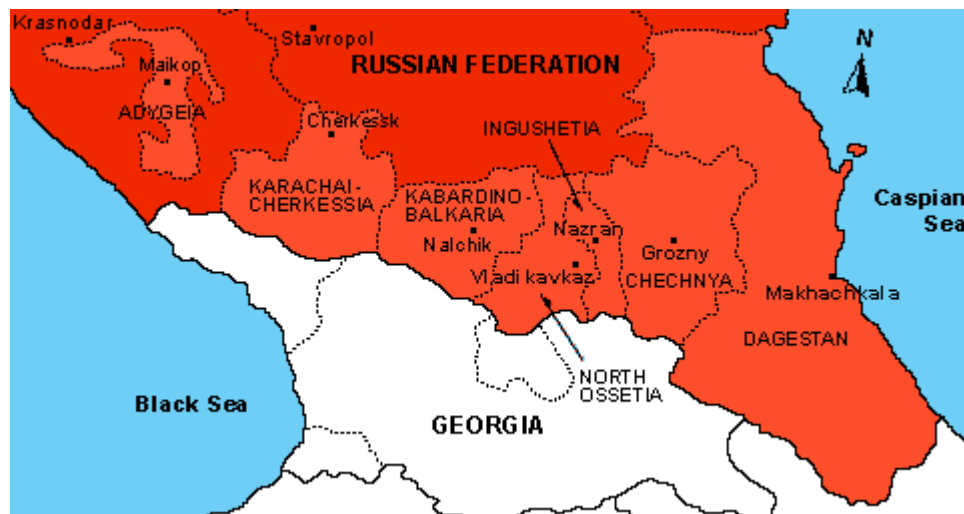 Krasnodar
Stavropol
N
Maikop
RUSSIAN FEDERATION
ADYGEIA
Cherkessk
INGUSHETIA
KARACHAI-
CHERKESSIA
KABARDINO-
BALKARIA
Caspian
Sea
Nalchik
Nazran
Grozny
Vladikavkaz
CHECHNYA
Makhachkala
DAGESTAN
NORTH
OSSETIA
Black Sea
GEORGIA